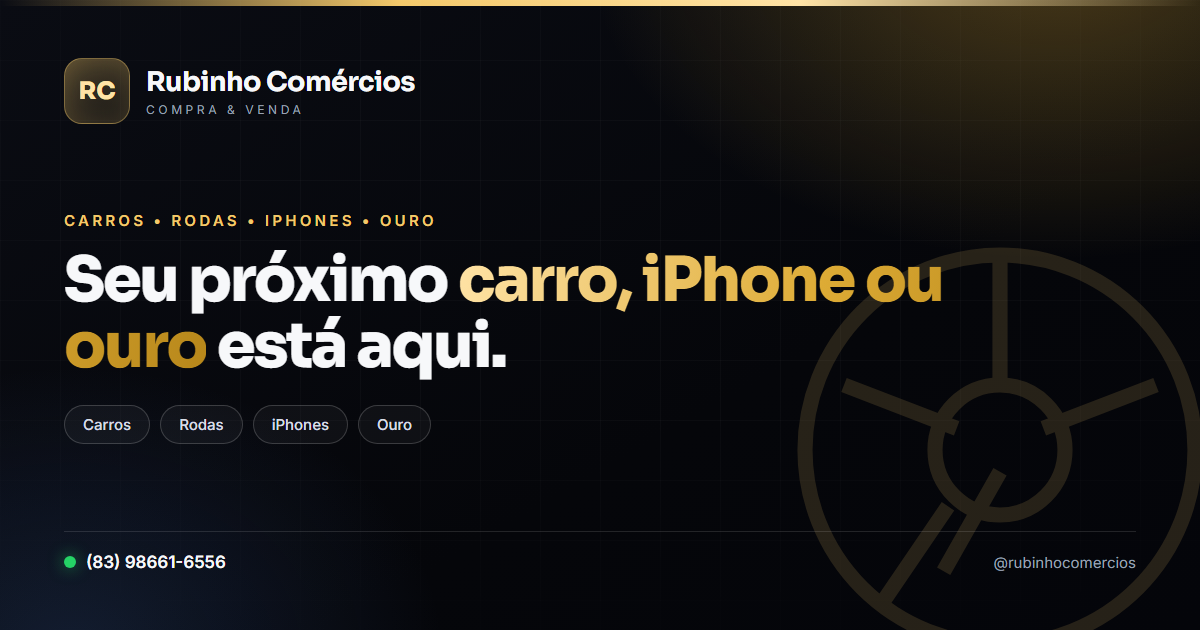 RC
Rubinho Comércios
COMPRA & VENDA
CARROS • RODAS • IPHONES • OURO
Seu próximo carro, iPhone ou
ouro está aqui.
Carros Rodas iPhones Ouro
(83) 98661-6556
@rubinhocomercios